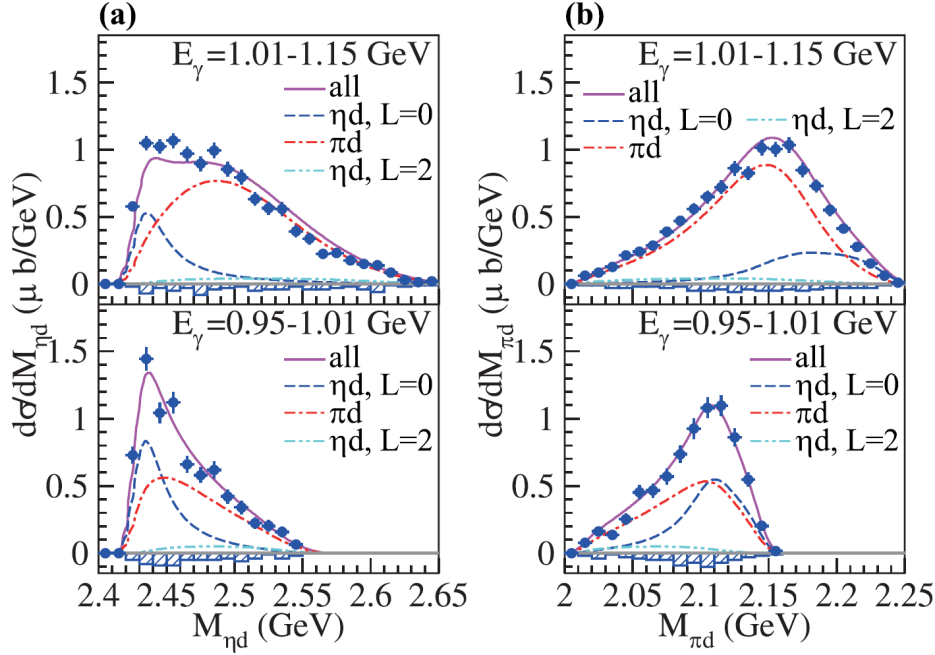 (a)
(b)
E_γ=1.01-1.15 GeV
all
ηd, L=0
πd
ηd, L=2
1.5
1
0.5
0
E_γ=1.01-1.15 GeV
all
ηd, L=0
ηd, L=2
πd
1.5
1
0.5
0
E_γ=0.95-1.01 GeV
all
ηd, L=0
πd
ηd, L=2
1.5
1
0.5
0
E_γ=0.95-1.01 GeV
all
ηd, L=0
πd
ηd, L=2
1.5
1
0.5
0
dσ/dM_ηd (μ b/GeV)
dσ/dM_πd (μ b/GeV)
2.4 2.45 2.5 2.55 2.6 2.65
M_ηd (GeV)
2 2.05 2.1 2.15 2.2 2.25
M_πd (GeV)